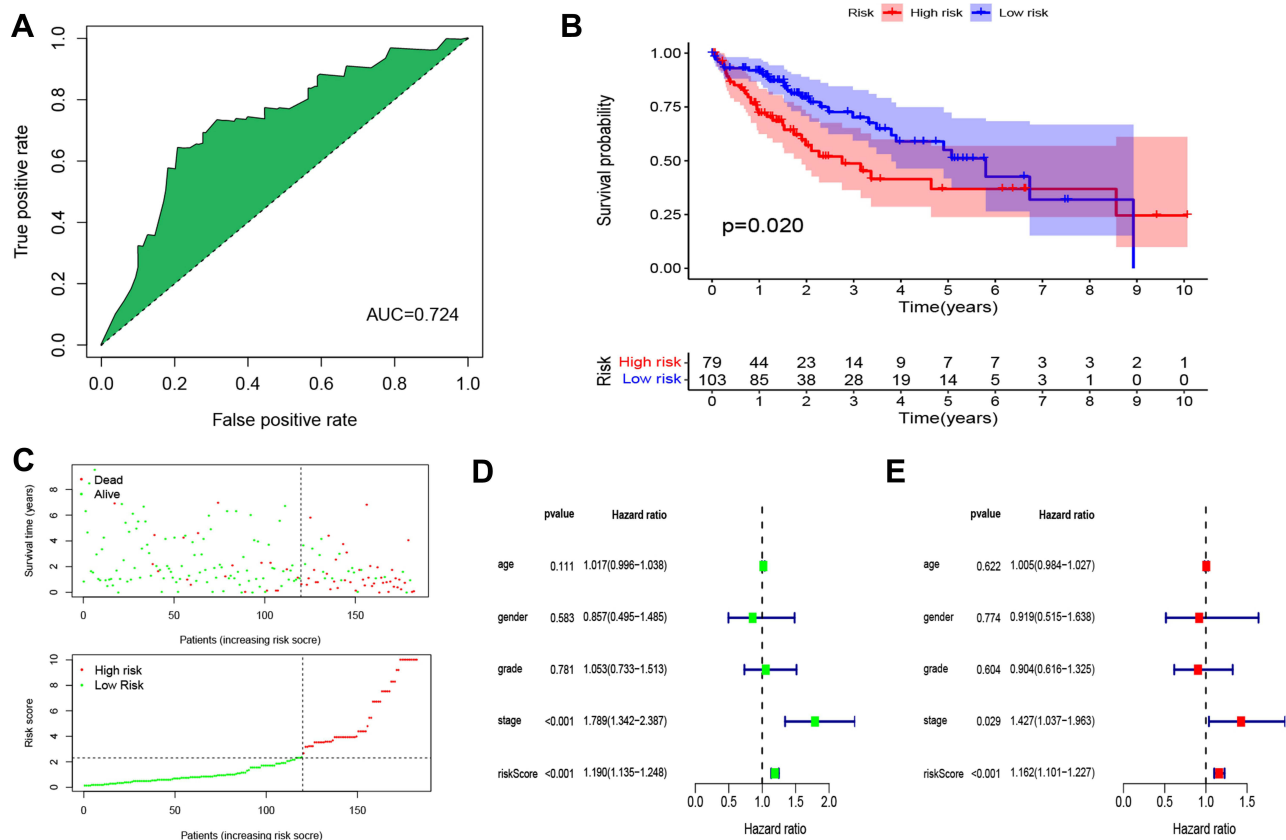 A
True positive rate
1.0
0.8
0.6
0.4
0.2
0.0
AUC=0.724
0.0 0.2 0.4 0.6 0.8 1.0
False positive rate
B
Risk High risk Low risk
Survival probability
1.00
0.75
0.50
0.25
0.00
p=0.020
0 1 2 3 4 5 6 7 8 9 10
Time(years)
Risk
High risk 79 44 23 14 9 7 7 3 3 2 1
Low risk 103 85 38 28 19 14 5 3 1 0 0
0 1 2 3 4 5 6 7 8 9 10
Time(years)
C
Survival time (years)
8
6
4
2
0
Dead
Alive
0 50 100 150
Patients (increasing risk socre)
Risk score
10
8
6
4
2
0
High risk
Low Risk
0 50 100 150
Patients (increasing risk socre)
D
pvalue Hazard ratio
age 0.111 1.017(0.996−1.038)
gender 0.583 0.857(0.495−1.485)
grade 0.781 1.053(0.733−1.513)
stage <0.001 1.789(1.342−2.387)
riskScore <0.001 1.190(1.135−1.248)
0.0 0.5 1.0 1.5 2.0
Hazard ratio
E
pvalue Hazard ratio
age 0.622 1.005(0.984−1.027)
gender 0.774 0.919(0.515−1.638)
grade 0.604 0.904(0.616−1.325)
stage 0.029 1.427(1.037−1.963)
riskScore <0.001 1.162(1.101−1.227)
0.0 0.5 1.0 1.5
Hazard ratio